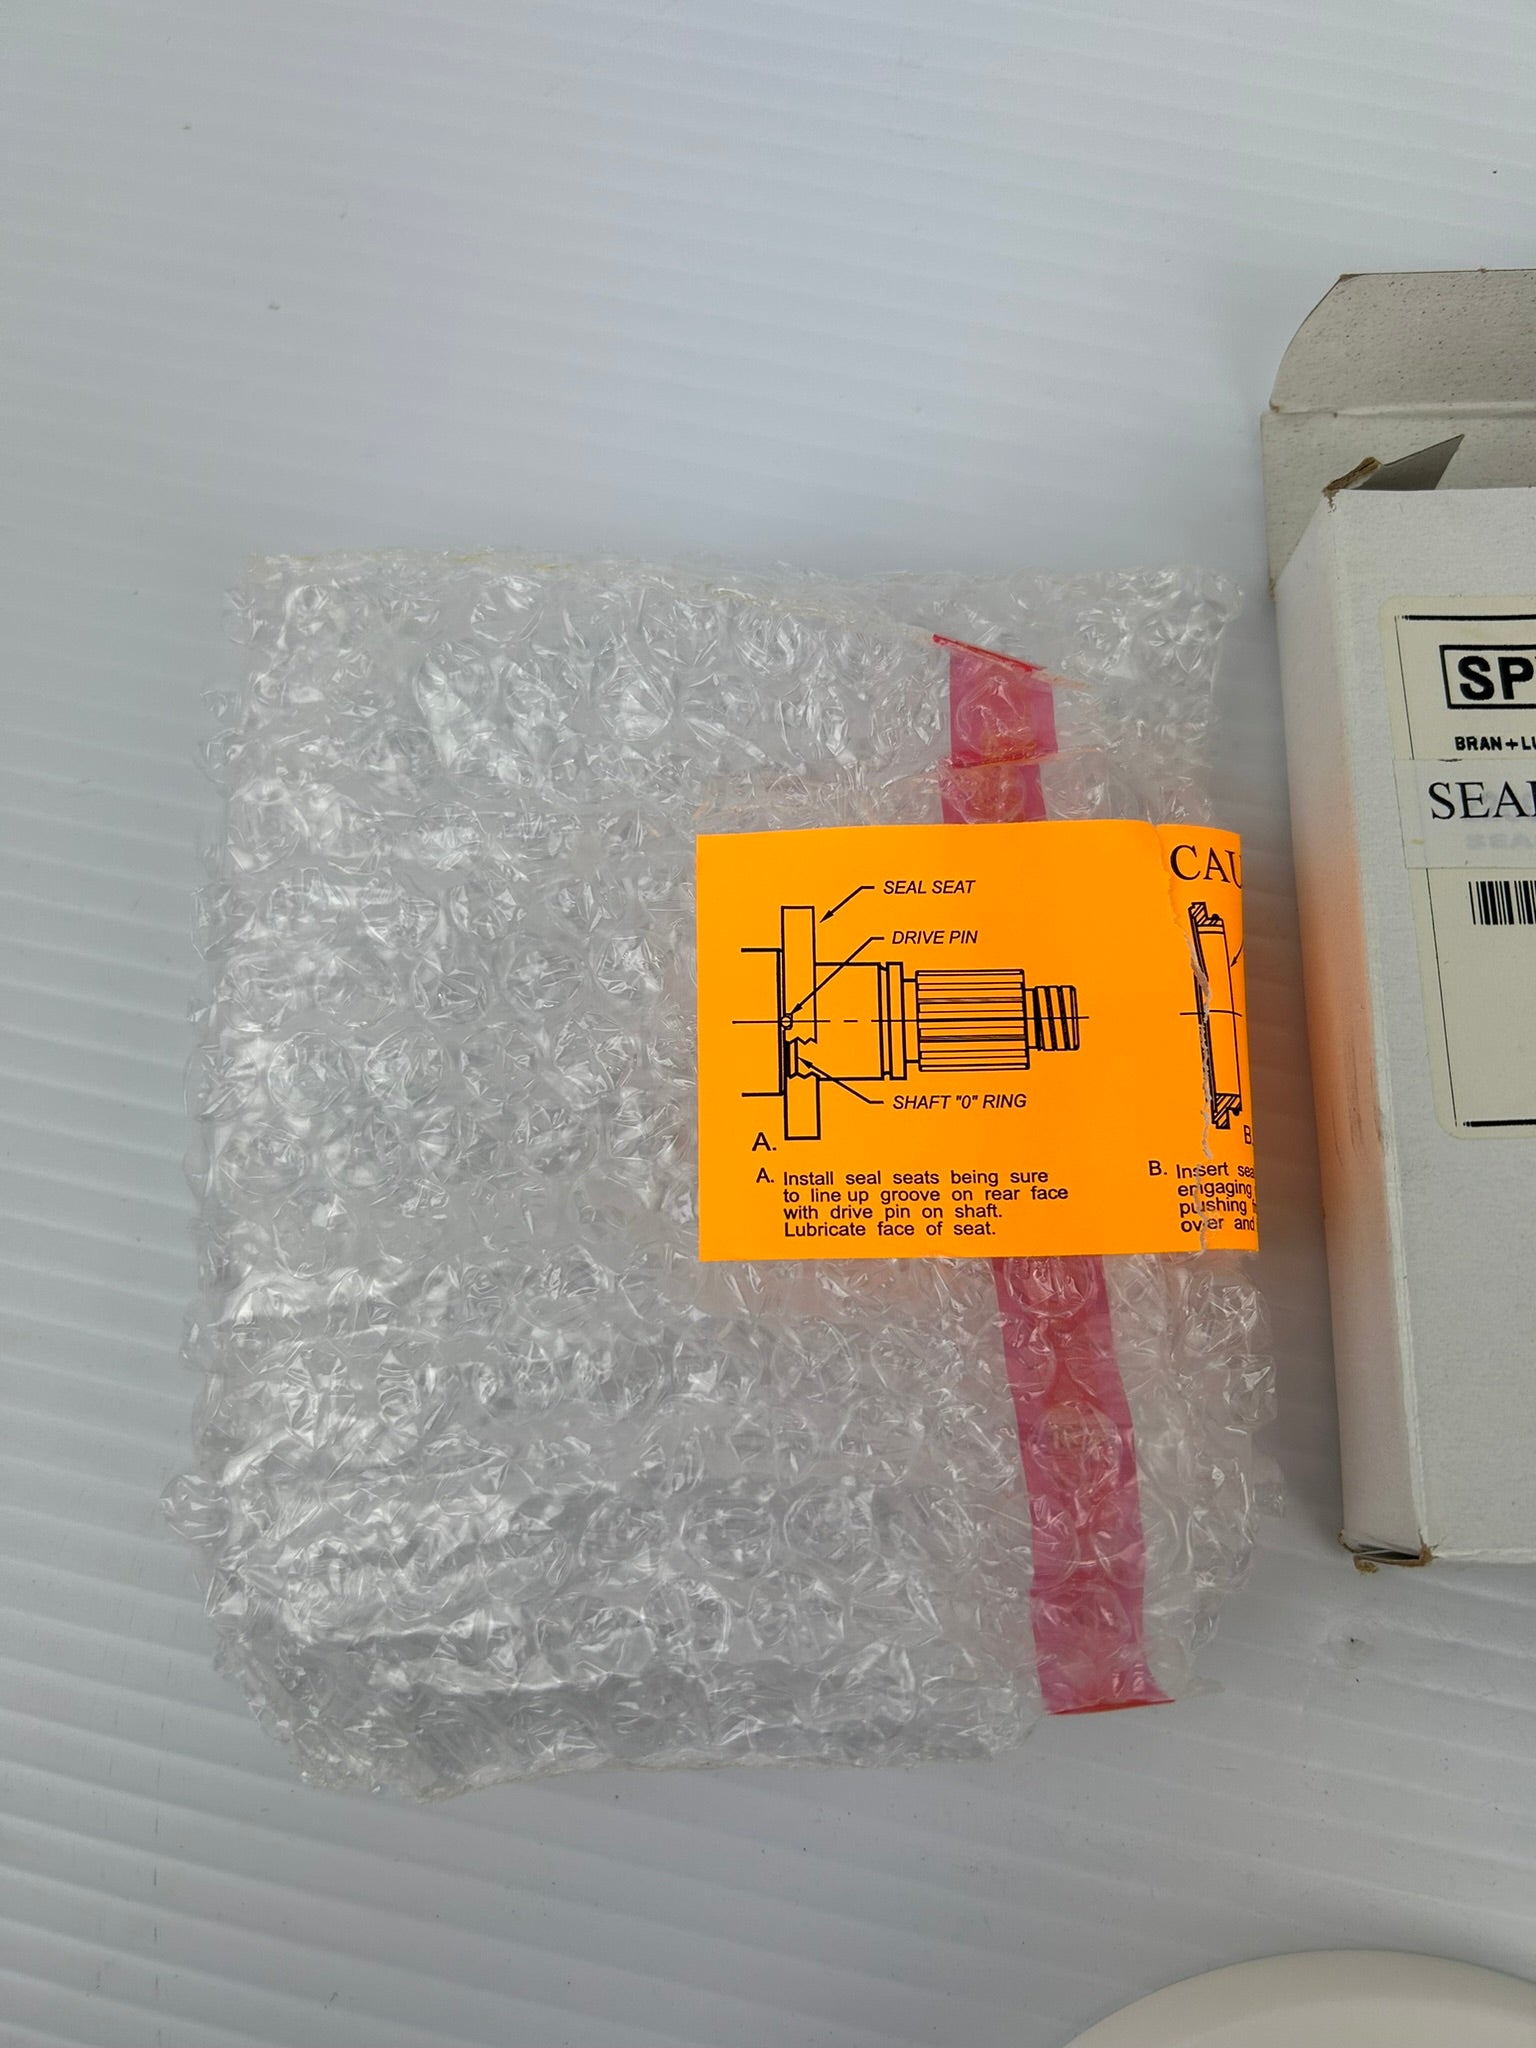 SEAL SEAT
DRIVE PIN
SHAFT "0" RING
A.
A. Install seal seats being sure
to line up groove on rear face
with drive pin on shaft.
Lubricate face of seat.
CAU
B.
B. Insert sea
engaging
pushing
over and
SP
BRAN+LU
SEAL